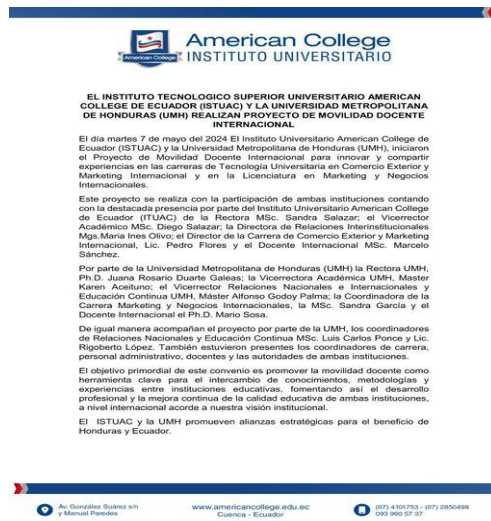 American College
American College
INSTITUTO UNIVERSITARIO
EL INSTITUTO TECNOLOGICO SUPERIOR UNIVERSITARIO AMERICAN
COLLEGE DE ECUADOR (ISTUAC) Y LA UNIVERSIDAD METROPOLITANA
DE HONDURAS (UMH) REALIZAN PROYECTO DE MOVILIDAD DOCENTE
INTERNACIONAL
El día martes 7 de mayo del 2024 El Instituto Universitario American College de
Ecuador (ISTUAC) y la Universidad Metropolitana de Honduras (UMH), iniciaron
el Proyecto de Movilidad Docente Internacional para innovar y compartir
experiencias en las carreras de Tecnología Universitaria en Comercio Exterior y
Marketing Internacional y en la Licenciatura en Marketing y Negocios
Internacionales.
Este proyecto se realiza con la participación de ambas instituciones contando
con la destacada presencia por parte del Instituto Universitario American College
de Ecuador (ITUAC) de la Rectora MSc. Sandra Salazar; el Vicerrector
Académico MSc. Diego Salazar; la Directora de Relaciones Interinstitucionales
Mgs.Maria Ines Olivo; el Director de la Carrera de Comercio Exterior y Marketing
Internacional, Lic. Pedro Flores y el Docente Internacional MSc. Marcelo
Sánchez.
Por parte de la Universidad Metropolitana de Honduras (UMH) la Rectora UMH,
Ph.D. Juana Rosario Duarte Galeas; la Vicerrectora Académica UMH, Master
Karen Aceituno; el Vicerrector Relaciones Nacionales e Internacionales y
Educación Continua UMH, Máster Alfonso Godoy Palma; la Coordinadora de la
Carrera Marketing y Negocios Internacionales, la MSc. Sandra García y el
Docente Internacional el Ph.D. Mario Sosa.
De igual manera acompañan el proyecto por parte de la UMH, los coordinadores
de Relaciones Nacionales y Educación Continua MSc. Luis Carlos Ponce y Lic.
Rigoberto López. También estuvieron presentes los coordinadores de carrera,
personal administrativo, docentes y las autoridades de ambas instituciones.
El objetivo primordial de este convenio es promover la movilidad docente como
herramienta clave para el intercambio de conocimientos, metodologías y
experiencias entre instituciones educativas, fomentando así el desarrollo
profesional y la mejora continua de la calidad educativa de ambas instituciones,
a nivel internacional acorde a nuestra visión institucional.
El ISTUAC y la UMH promueven alianzas estratégicas para el beneficio de
Honduras y Ecuador.
Av. González Suárez s/n
y Manuel Paredes
www.americancollege.edu.ec
Cuenca - Ecuador
(07) 4101753 - (07) 2850498
093 960 57 37